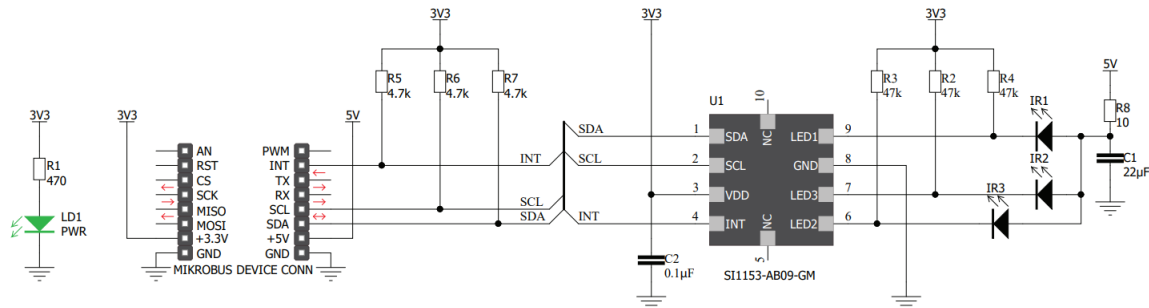 3V3
R1
470
LD1
PWR
3V3
AN
RST
CS
SCK
MISO
MOSI
+3.3V
GND
PWM
INT
TX
RX
SCL
SDA
+5V
GND
MIKROBUS DEVICE CONN
5V
3V3
R5
4.7k
R6
4.7k
R7
4.7k
INT
SCL
SDA
SDA
SCL
INT
3V3
C2
0.1µF
U1
10
1
2
3
4
SDA
SCL
VDD
INT
NC
NC
LED1
GND
LED3
LED2
9
8
7
6
5
SI1153-AB09-GM
3V3
R3
47k
R2
47k
R4
47k
IR1
IR2
IR3
5V
R8
10
C1
22µF